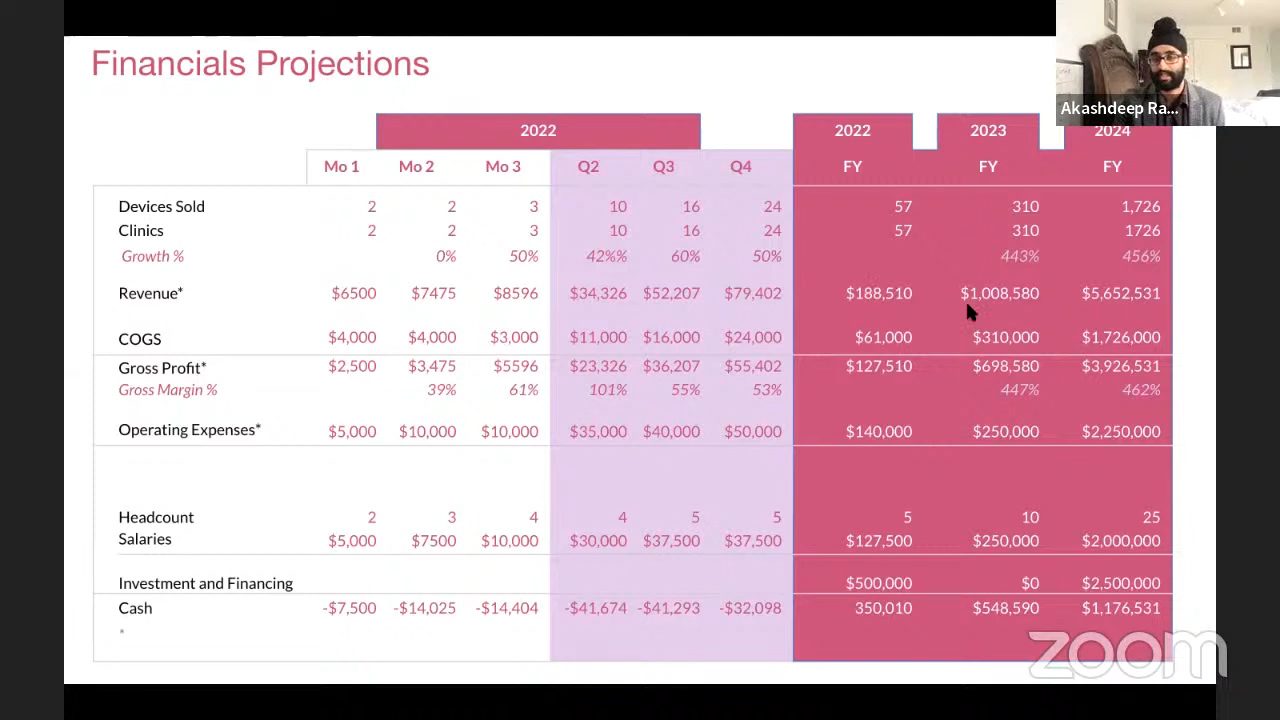 Financials Projections
Akashdeep Ra...
2022 2022 2023 2024
Mo 1 Mo 2 Mo 3 Q2 Q3 Q4 FY FY FY
Devices Sold 2 2 3 10 16 24 57 310 1,726
Clinics 2 2 3 10 16 24 57 310 1726
Growth % 0% 50% 42%% 60% 50% 443% 456%
Revenue* $6500 $7475 $8596 $34,326 $52,207 $79,402 $188,510 $1,008,580 $5,652,531
COGS $4,000 $4,000 $3,000 $11,000 $16,000 $24,000 $61,000 $310,000 $1,726,000
Gross Profit* $2,500 $3,475 $5596 $23,326 $36,207 $55,402 $127,510 $698,580 $3,926,531
Gross Margin % 39% 61% 101% 55% 53% 447% 462%
Operating Expenses* $5,000 $10,000 $10,000 $35,000 $40,000 $50,000 $140,000 $250,000 $2,250,000
Headcount 2 3 4 4 5 5 5 10 25
Salaries $5,000 $7500 $10,000 $30,000 $37,500 $37,500 $127,500 $250,000 $2,000,000
Investment and Financing $500,000 $0 $2,500,000
Cash -$7,500 -$14,025 -$14,404 -$41,674 -$41,293 -$32,098 350,010 $548,590 $1,176,531
*
zoom